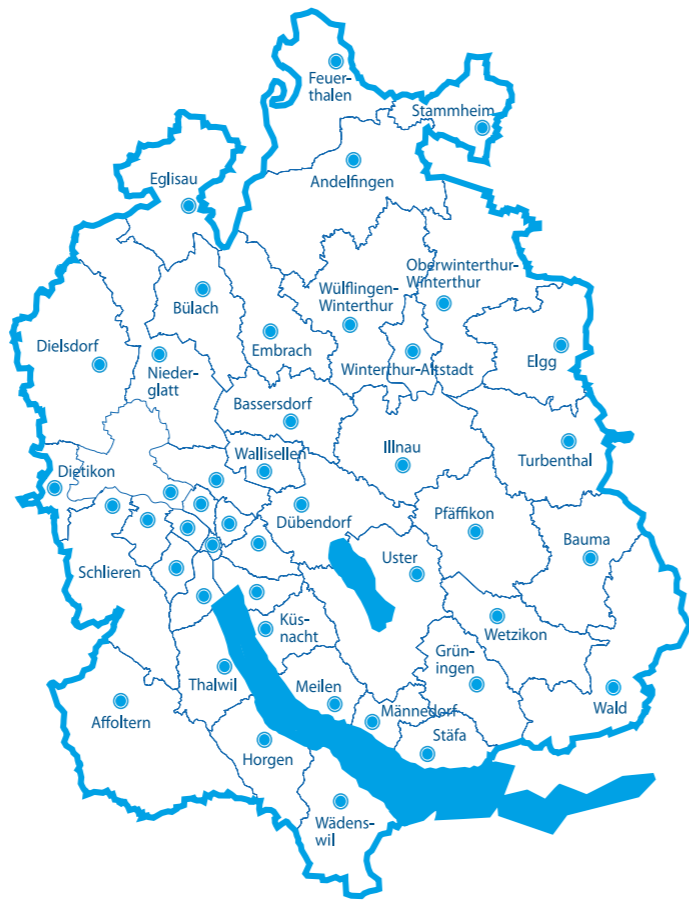 Feuer-
thalen
Stammheim
Andelfingen
Eglisau
Oberwinterthur-
Winterthur
Wülflingen-
Winterthur
Bülach
Embrach
Dielsdorf
Nieder-
glatt
Winterthur-Altstadt
Elgg
Bassersdorf
Wallisellen
Illnau
Turbenthal
Dietikon
Dübendorf
Pfäffikon
Bauma
Schlieren
Uster
Küs-
nacht
Wetzikon
Grü̈n-
ingen
Thalwil
Meilen
Männedorf
Wald
Affoltern
Horgen
Stäfa
Wädens-
wil